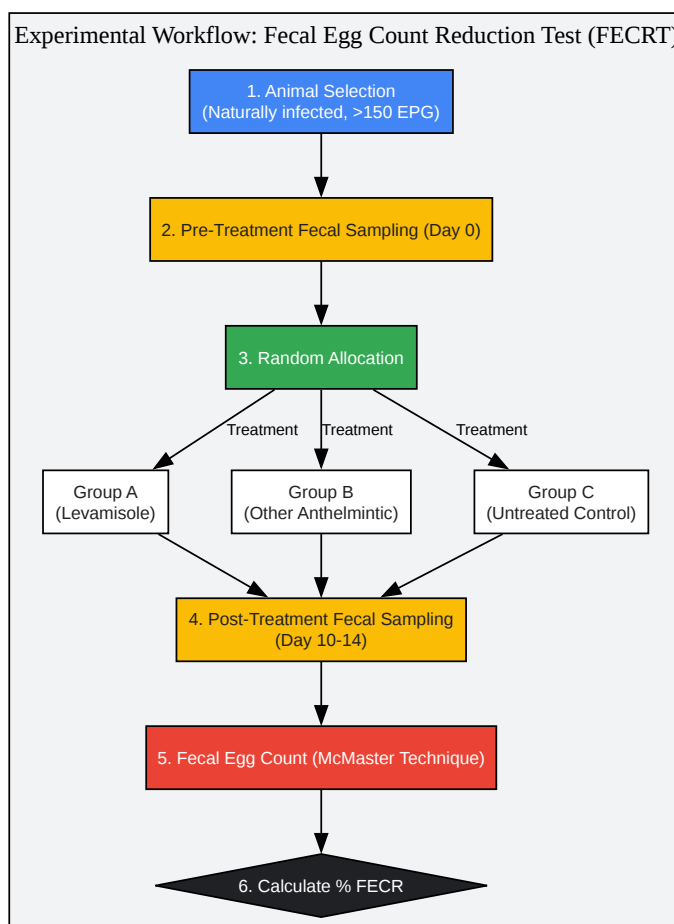 Experimental Workflow: Fecal Egg Count Reduction Test (FECRT)
1. Animal Selection
(Naturally infected, >150 EPG)
2. Pre-Treatment Fecal Sampling (Day 0)
3. Random Allocation
Treatment
Treatment
Treatment
Group A
(Levamisole)
Group B
(Other Anthelmintic)
Group C
(Untreated Control)
4. Post-Treatment Fecal Sampling
(Day 10-14)
5. Fecal Egg Count (McMaster Technique)
6. Calculate % FECR